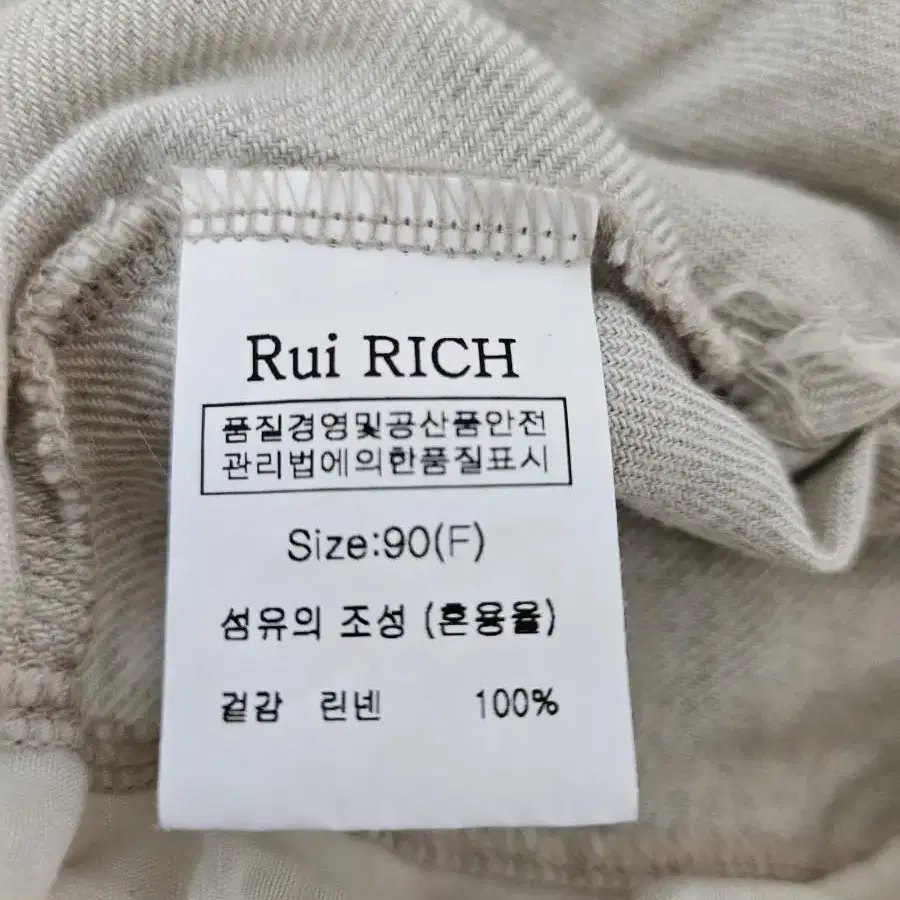 Rui RICH
품질경영및공산품안전
관리법에의한품질표시
Size:90(F)
섬유의 조성 (혼용율)
겉감 린넨 100%